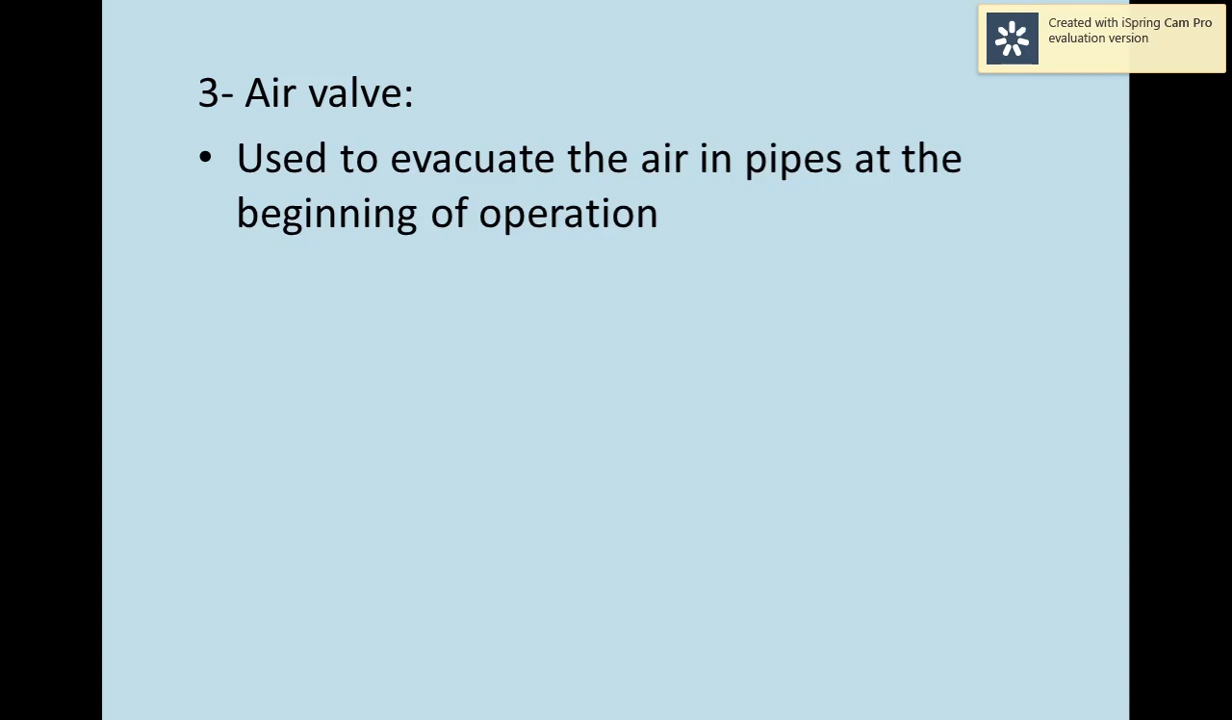 Created with iSpring Cam Pro
evaluation version
3- Air valve:
• Used to evacuate the air in pipes at the
beginning of operation